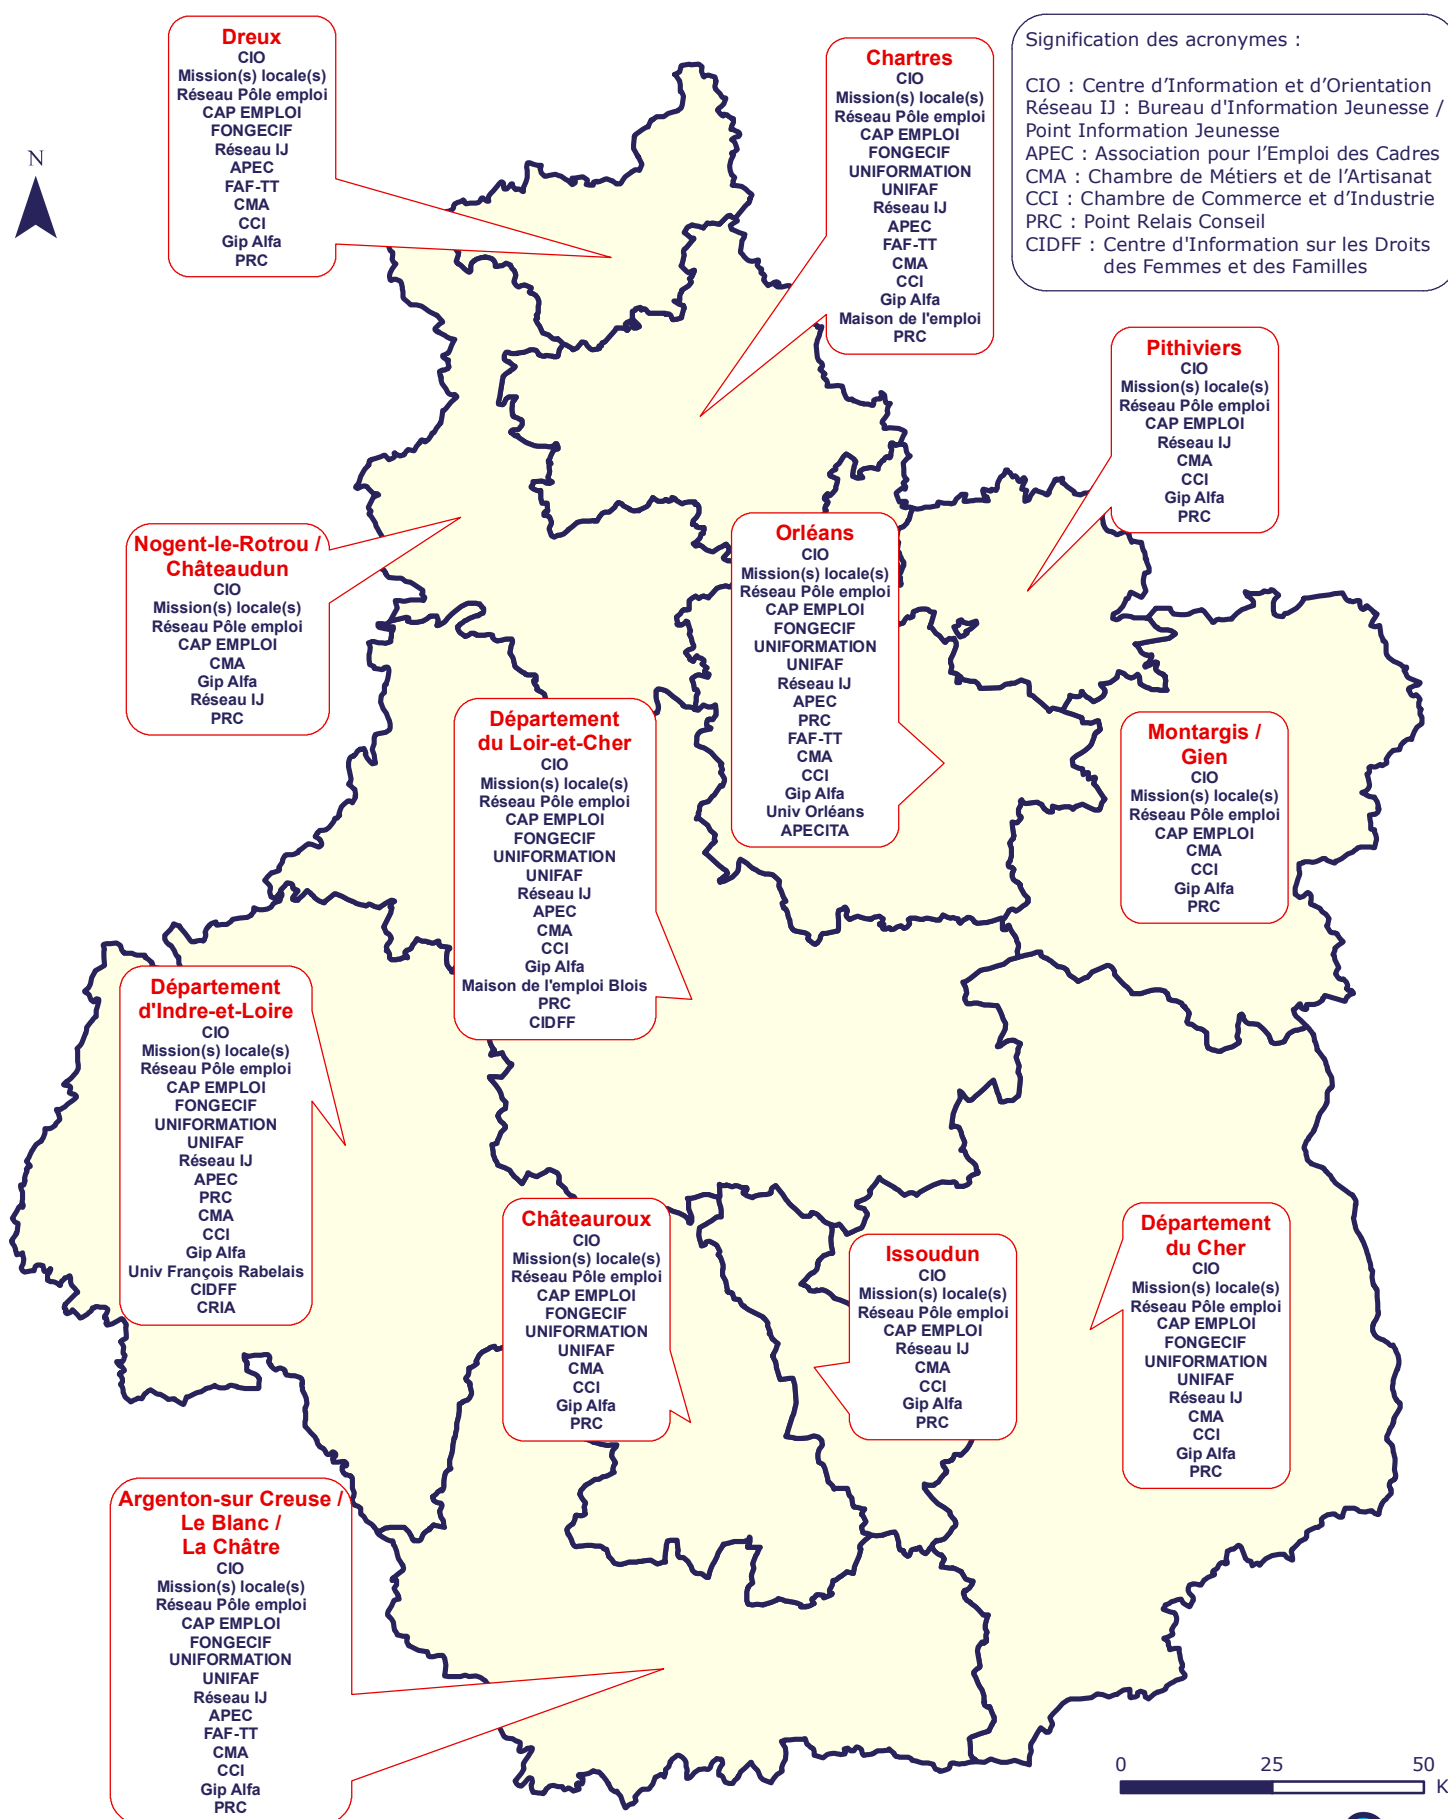 Dreux
CIO
Mission(s) locale(s)
Réseau Pôle emploi
CAP EMPLOI
FONGECIF
Réseau IJ
APEC
FAF-TT
CMA
CCI
Gip Alfa
PRC
Chartres
CIO
Mission(s) locale(s)
Réseau Pôle emploi
CAP EMPLOI
FONGECIF
UNIFORMATION
UNIFAF
Réseau IJ
APEC
FAF-TT
CMA
CCI
Gip Alfa
Maison de l'emploi
PRC
Signification des acronymes :
CIO : Centre d’Information et d’Orientation
Réseau IJ : Bureau d'Information Jeunesse /
Point Information Jeunesse
APEC : Association pour l’Emploi des Cadres
CMA : Chambre de Métiers et de l’Artisanat
CCI : Chambre de Commerce et d’Industrie
PRC : Point Relais Conseil
CIDFF : Centre d'Information sur les Droits
des Femmes et des Familles
N
Pithiviers
CIO
Mission(s) locale(s)
Réseau Pôle emploi
CAP EMPLOI
Réseau IJ
CMA
CCI
Gip Alfa
PRC
Nogent-le-Rotrou /
Châteaudun
CIO
Mission(s) locale(s)
Réseau Pôle emploi
CAP EMPLOI
CMA
Gip Alfa
Réseau IJ
PRC
Orléans
CIO
Mission(s) locale(s)
Réseau Pôle emploi
CAP EMPLOI
FONGECIF
UNIFORMATION
UNIFAF
Réseau IJ
APEC
PRC
FAF-TT
CMA
CCI
Gip Alfa
Univ Orléans
APECITA
Département
du Loir-et-Cher
CIO
Mission(s) locale(s)
Réseau Pôle emploi
CAP EMPLOI
FONGECIF
UNIFORMATION
UNIFAF
Réseau IJ
APEC
CMA
CCI
Gip Alfa
Maison de l'emploi Blois
PRC
CIDFF
Montargis /
Gien
CIO
Mission(s) locale(s)
Réseau Pôle emploi
CAP EMPLOI
CMA
CCI
Gip Alfa
PRC
Département
d'Indre-et-Loire
CIO
Mission(s) locale(s)
Réseau Pôle emploi
CAP EMPLOI
FONGECIF
UNIFORMATION
UNIFAF
Réseau IJ
APEC
PRC
CMA
CCI
Gip Alfa
Univ François Rabelais
CIDFF
CRIA
Châteauroux
CIO
Mission(s) locale(s)
Réseau Pôle emploi
CAP EMPLOI
FONGECIF
UNIFORMATION
UNIFAF
CMA
CCI
Gip Alfa
PRC
Issoudun
CIO
Mission(s) locale(s)
Réseau Pôle emploi
CAP EMPLOI
Réseau IJ
CMA
CCI
Gip Alfa
PRC
Département
du Cher
CIO
Mission(s) locale(s)
Réseau Pôle emploi
CAP EMPLOI
FONGECIF
UNIFORMATION
UNIFAF
Réseau IJ
CMA
CCI
Gip Alfa
PRC
Argenton-sur Creuse /
Le Blanc /
La Châtre
CIO
Mission(s) locale(s)
Réseau Pôle emploi
CAP EMPLOI
FONGECIF
UNIFORMATION
UNIFAF
Réseau IJ
APEC
FAF-TT
CMA
CCI
Gip Alfa
PRC
0 25 50
K